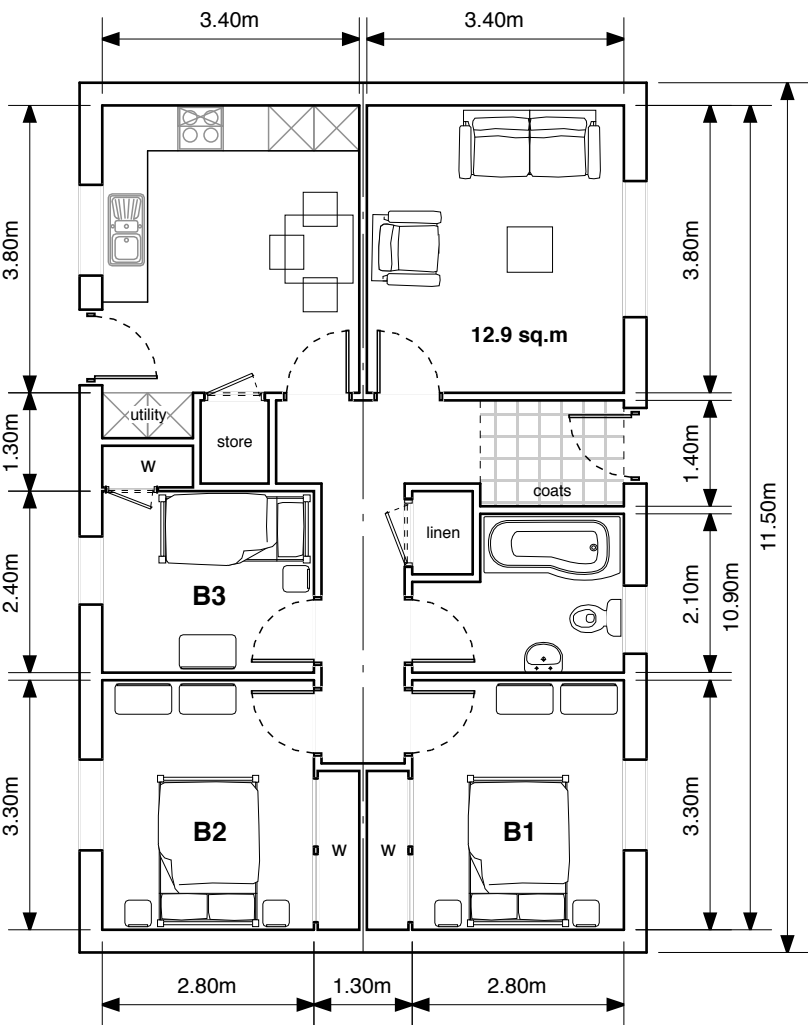 3.40m 3.40m
3.80m
3.80m
12.9 sq.m
utility
store
W
1.30m
1.40m
coats
11.50m
linen
B3
2.40m
2.10m
10.90m
B2
W W
B1
3.30m
3.30m
2.80m 1.30m 2.80m